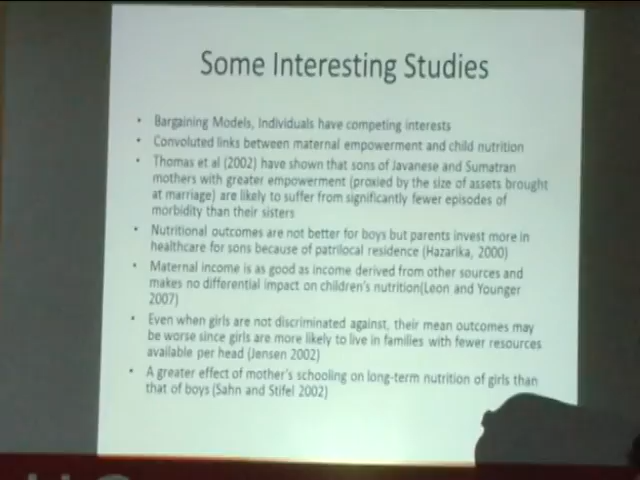 Some Interesting Studies
• Bargaining Models, Individuals have competing interests
• Convoluted links between maternal empowerment and child nutrition
• Thomas et al (2002) have shown that sons of Javanese and Sumatran
mothers with greater empowerment (proxied by the size of assets brought
at marriage) are likely to suffer from significantly fewer episodes of
morbidity than their sisters
• Nutritional outcomes are not better for boys but parents invest more in
healthcare for sons because of patrilocal residence (Hazarika, 2000)
• Maternal income is as good as income derived from other sources and
makes no differential impact on children's nutrition(Leon and Younger
2007)
• Even when girls are not discriminated against, their mean outcomes may
be worse since girls are more likely to live in families with fewer resources
available per head (Jensen 2002)
• A greater effect of mother's schooling on long-term nutrition of girls than
that of boys (Sahn and Stifel 2002)